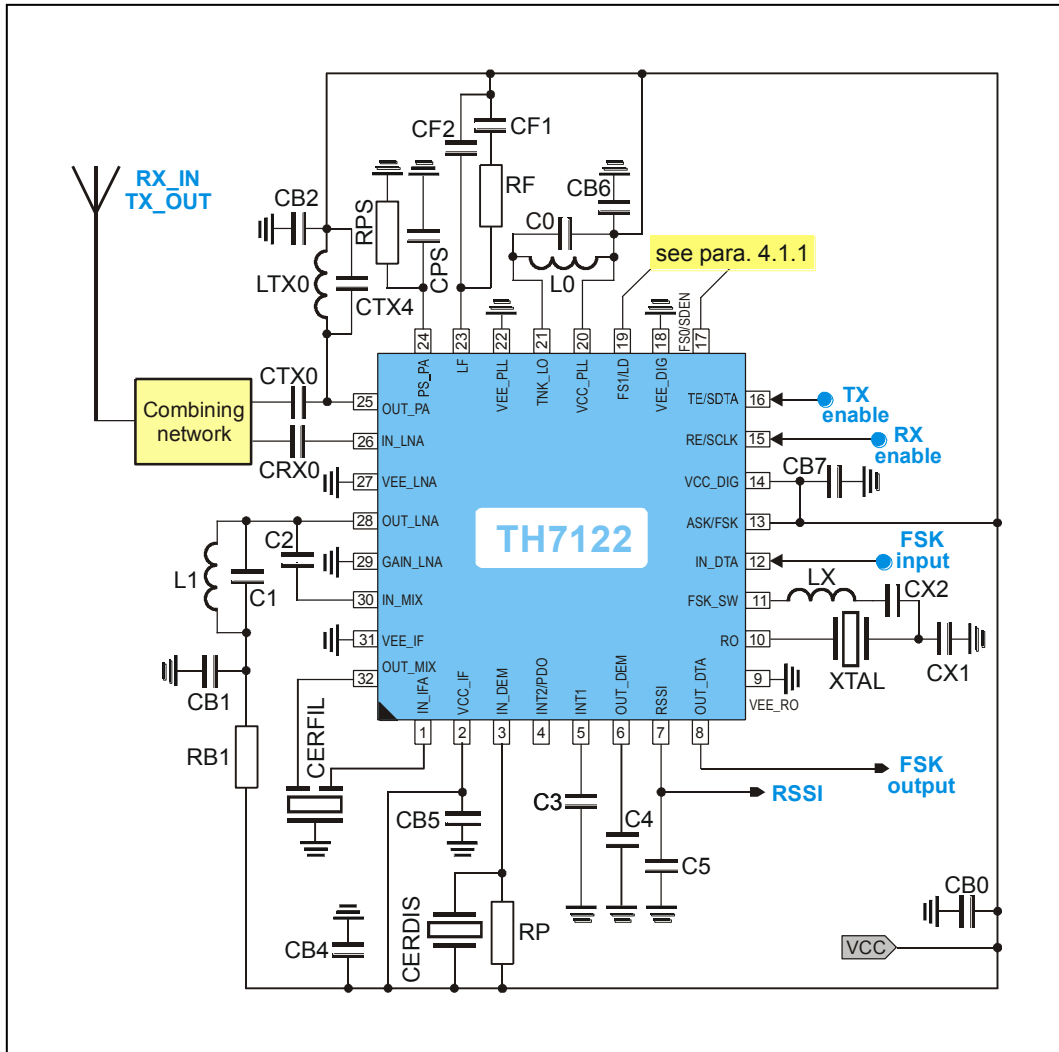 CF2
CF1
RX_IN
TX_OUT
CB2
RPS
CPS
RF
CB6
C0
L0
see para. 4.1.1
LTX0
CTX4
24
23
22
21
20
19
18
17
PS_PA
LF
VEE_PLL
TNK_LO
VCC_PLL
FS1/LD
VEE_DIG
FS0/SDEN
CTX0
Combining
network
CRX0
25
OUT_PA
26
IN_LNA
27
VEE_LNA
28
OUT_LNA
29
GAIN_LNA
30
IN_MIX
31
VEE_IF
32
OUT_MIX
TH7122
TE/SDTA
16
TX
enable
RE/SCLK
15
RX
enable
VCC_DIG
14
CB7
ASK/FSK
13
IN_DTA
12
FSK
input
FSK_SW
11
LX
CX2
RO
10
XTAL
CX1
9
VEE_RO
C2
L1
C1
CB1
RB1
IN_IFA
VCC_IF
IN_DEM
INT2/PDO
INT1
OUT_DEM
RSSI
OUT_DTA
1
2
3
4
5
6
7
8
CERFIL
CB5
C3
C4
C5
RSSI
FSK
output
CB4
CERDIS
RP
CB0
VCC